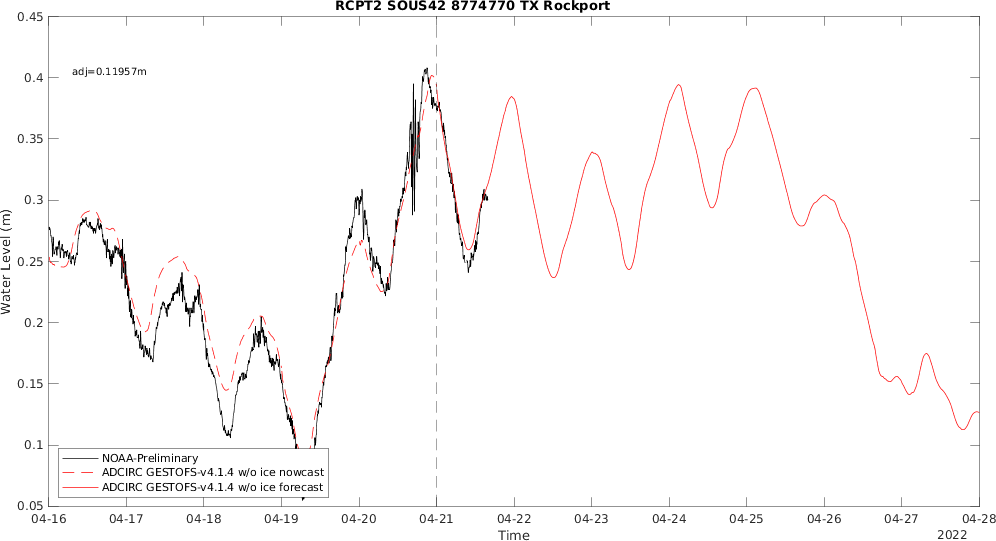 RCPT2 SOUS42 8774770 TX Rockport
0.45
adj=0.11957m
0.4
0.35
0.3
0.25
0.2
0.15
0.1
0.05
Water Level (m)
NOAA-Preliminary
ADCIRC GESTOFS-v4.1.4 w/o ice nowcast
ADCIRC GESTOFS-v4.1.4 w/o ice forecast
04-16 04-17 04-18 04-19 04-20 04-21 04-22 04-23 04-24 04-25 04-26 04-27 04-28
Time
2022